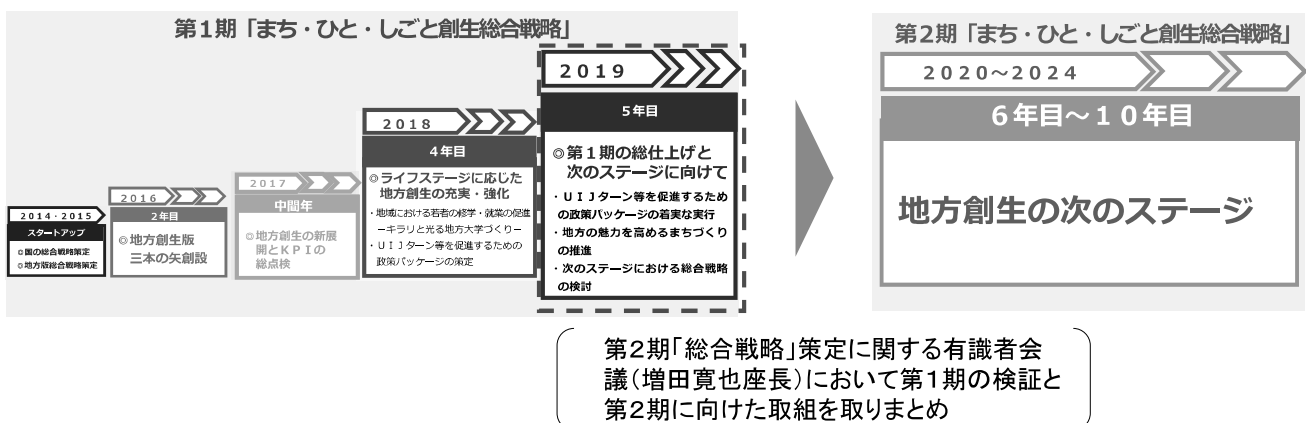 第1期「まち・ひと・しごと創生総合戦略」
2014・2015
スタートアップ
◎国の総合戦略策定
◎地方版総合戦略策定
2016
2年目
◎地方創生版
三本の矢創設
2017
中間年
◎地方創生の新展
開とKPIの
総点検
2018
4年目
◎ライフステージに応じた
地方創生の充実・強化
・地域における若者の修学・就業の促進
ーキラリと光る地方大学づくりー
・UIJターン等を促進するための
政策パッケージの策定
2019
5年目
◎第1期の総仕上げと
次のステージに向けて
・UIJターン等を促進するため
の政策パッケージの着実な実行
・地方の魅力を高めるまちづくり
の推進
・次のステージにおける総合戦略
の検討
第2期「まち・ひと・しごと創生総合戦略」
2020～2024
6年目～10年目
地方創生の次のステージ
第2期「総合戦略」策定に関する有識者会
議(増田寛也座長)において第1期の検証と
第2期に向けた取組を取りまとめ